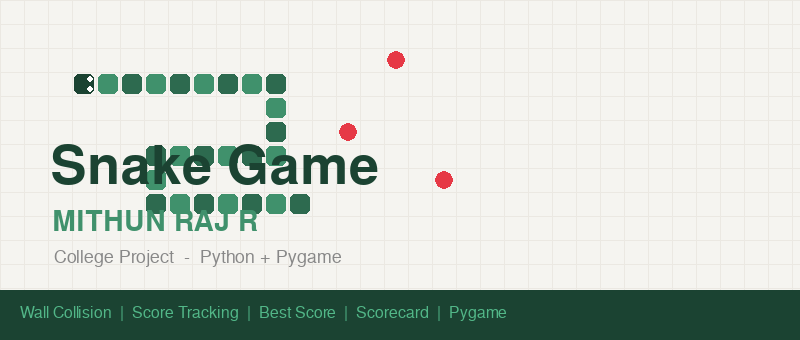 Snake Game
MITHUN RAJ R
College Project - Python + Pygame
Wall Collision | Score Tracking | Best Score | Scorecard | Pygame